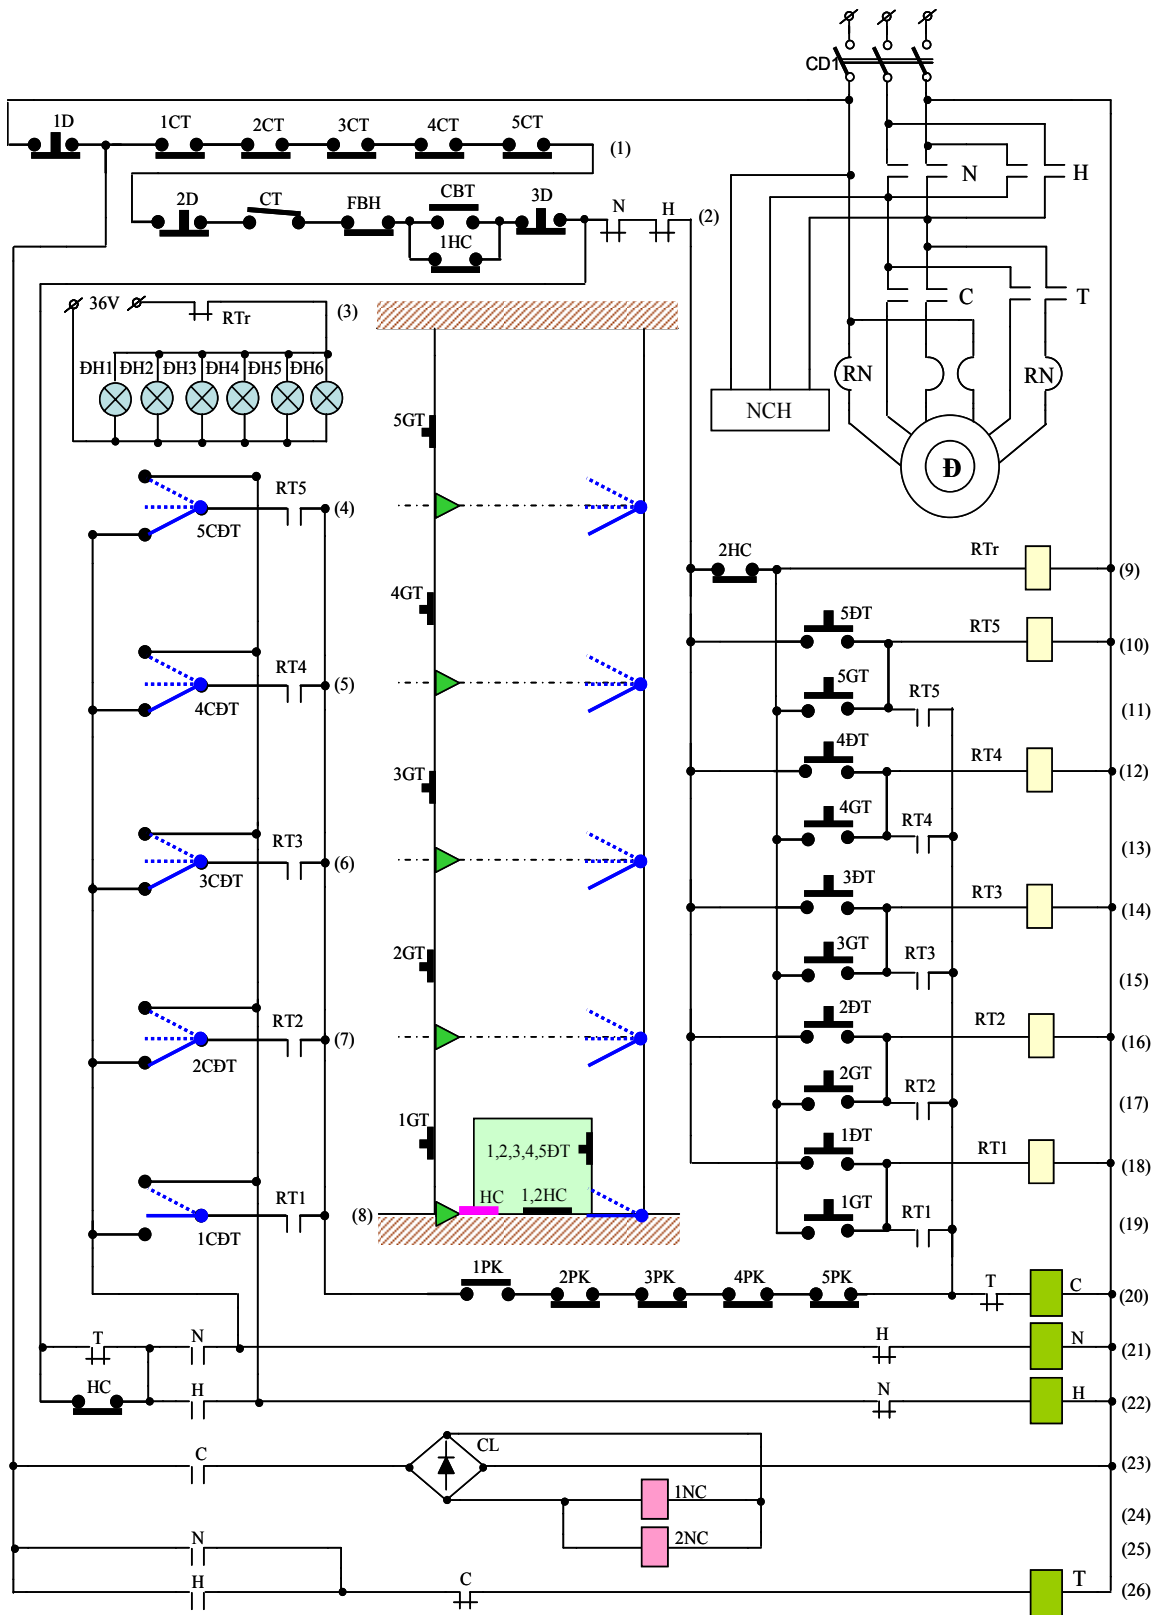 CD1
1D
1CT
2CT
3CT
4CT
5CT
(1)
N
H
2D
CT
FBH
CBT
3D
N
H
(2)
1HC
36V
RTr
(3)
C
T
ĐH1
ĐH2
ĐH3
ĐH4
ĐH5
ĐH6
RN
RN
NCH
5GT
Đ
RT5
(4)
5CĐT
2HC
RTr
(9)
4GT
5ĐT
RT5
(10)
RT4
(5)
4CĐT
5GT
RT5
(11)
4ĐT
RT4
(12)
3GT
4GT
RT4
(13)
RT3
(6)
3CĐT
3ĐT
RT3
(14)
2GT
3GT
RT3
(15)
RT2
(7)
2CĐT
2ĐT
RT2
(16)
2GT
RT2
(17)
1GT
1,2,3,4,5ĐT
1ĐT
RT1
(18)
RT1
(8)
HC
1,2HC
1CĐT
1GT
RT1
(19)
1PK
2PK
3PK
4PK
5PK
T
C
(20)
T
N
H
N
(21)
HC
H
N
H
(22)
C
CL
(23)
1NC
(24)
N
2NC
(25)
H
C
T
(26)